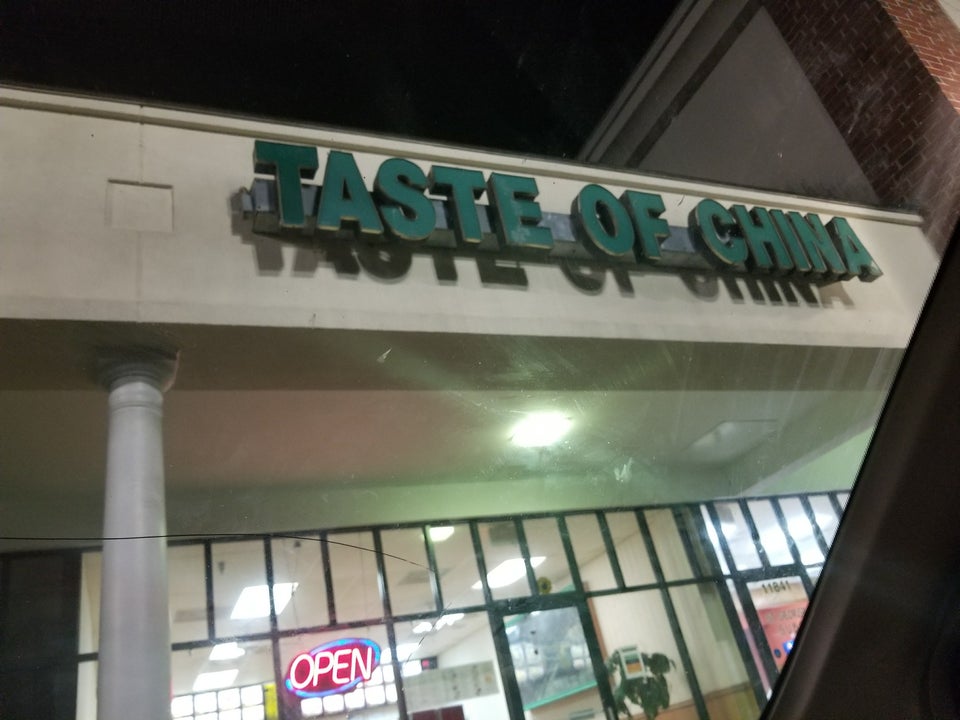 TASTE OF CHINA
11841
OPEN